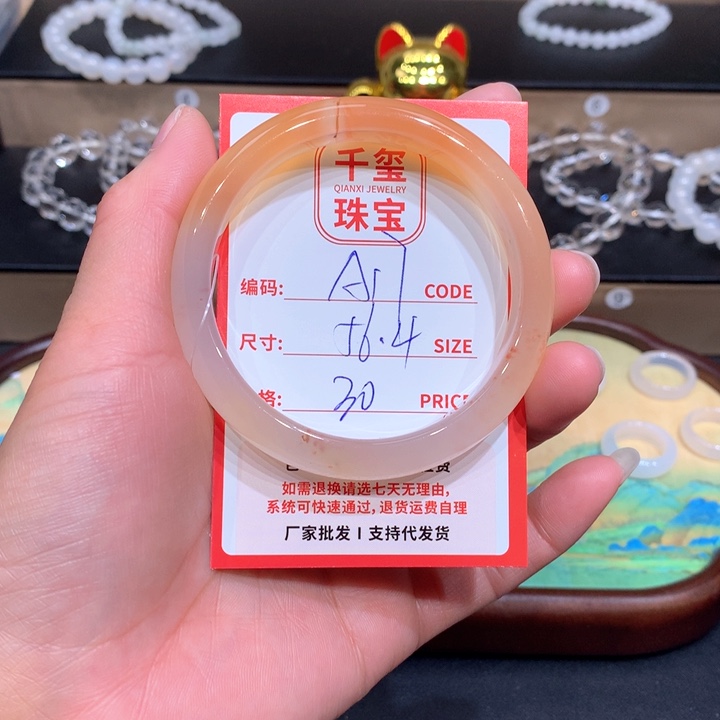 千玺
QIANXI JEWELRY
珠宝
编码: A17 CODE
尺寸: 56.4 SIZE
格: 30 PRICE
如需退换请选七天无理由,
系统可快速通过, 退货运费自理
厂家批发 I 支持代发货